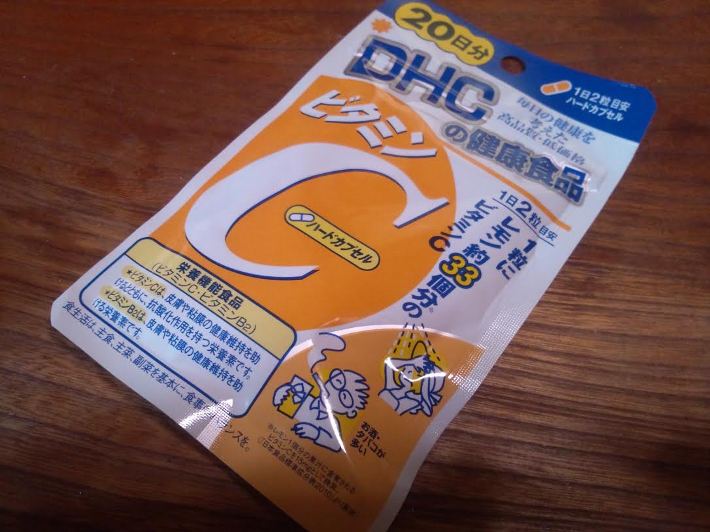 20日分
DHC
の健康食品
毎日の健康を
考えた
高品質・低価格
1日2粒目安
ハードカプセル
ビタミン
C
ハードカプセル
1日2粒目安
1粒に
レモン約33個分の
ビタミンC
栄養機能食品
(ビタミンC・ビタミンB2)
★ビタミンCは、皮膚や粘膜の健康維持を助
けるとともに、抗酸化作用を持つ栄養素です。
★ビタミンB2は、皮膚や粘膜の健康維持を助
ける栄養素です。
食生活は、主食、主菜、副菜を基本に、食事
ランスを。
お酒・
タバコが
多い